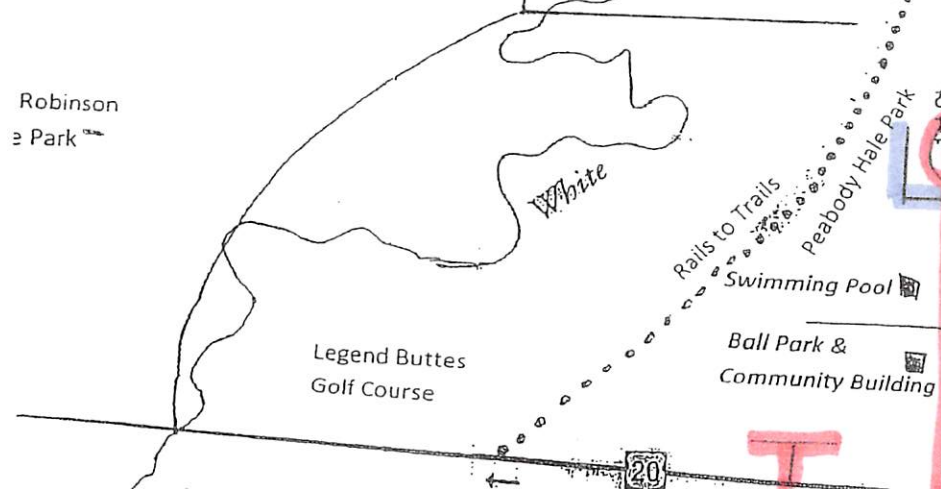 Robinson
e Park
White
Rails to Trails
Peabody Hale Park
Swimming Pool
Legend Buttes
Golf Course
Ball Park &
Community Building
20